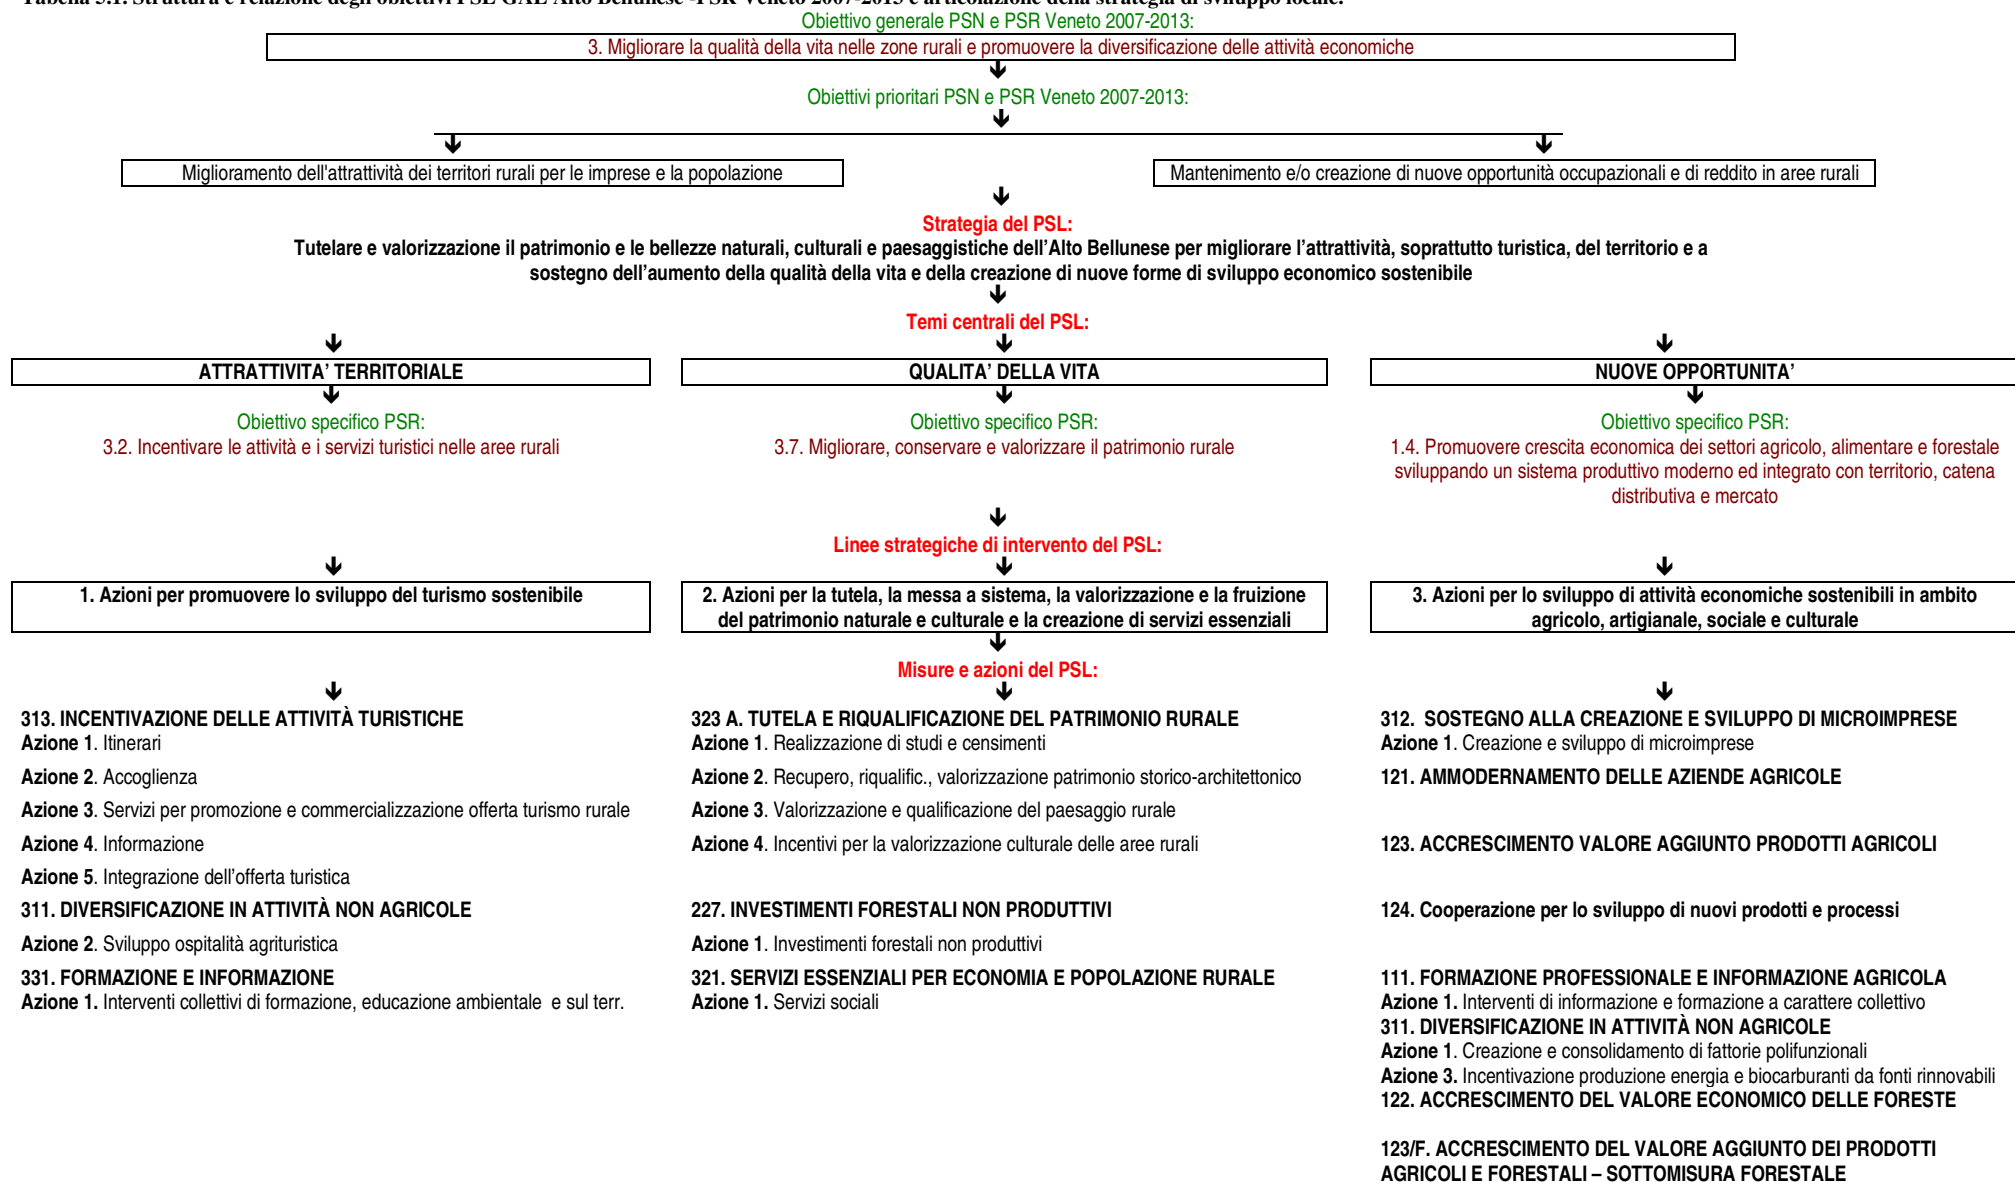 Tabella 5.1. Struttura e relazione degli obiettivi PSL GAL Alto Bellunese -PSR Veneto 2007-2013 e articolazione della strategia di sviluppo locale.
Obiettivo generale PSN e PSR Veneto 2007-2013:
3. Migliorare la qualità della vita nelle zone rurali e promuovere la diversificazione delle attività economiche
Obiettivi prioritari PSN e PSR Veneto 2007-2013:
Miglioramento dell'attrattività dei territori rurali per le imprese e la popolazione
Mantenimento e/o creazione di nuove opportunità occupazionali e di reddito in aree rurali
Strategia del PSL:
Tutelare e valorizzazione il patrimonio e le bellezze naturali, culturali e paesaggistiche dell’Alto Bellunese per migliorare l’attrattività, soprattutto turistica, del territorio e a
sostegno dell’aumento della qualità della vita e della creazione di nuove forme di sviluppo economico sostenibile
Temi centrali del PSL:
ATTRATTIVITA’ TERRITORIALE
Obiettivo specifico PSR:
3.2. Incentivare le attività e i servizi turistici nelle aree rurali
QUALITA’ DELLA VITA
Obiettivo specifico PSR:
3.7. Migliorare, conservare e valorizzare il patrimonio rurale
NUOVE OPPORTUNITA’
Obiettivo specifico PSR:
1.4. Promuovere crescita economica dei settori agricolo, alimentare e forestale
sviluppando un sistema produttivo moderno ed integrato con territorio, catena
distributiva e mercato
Linee strategiche di intervento del PSL:
1. Azioni per promuovere lo sviluppo del turismo sostenibile
2. Azioni per la tutela, la messa a sistema, la valorizzazione e la fruizione
del patrimonio naturale e culturale e la creazione di servizi essenziali
3. Azioni per lo sviluppo di attività economiche sostenibili in ambito
agricolo, artigianale, sociale e culturale
Misure e azioni del PSL:
313. INCENTIVAZIONE DELLE ATTIVITÀ TURISTICHE
Azione 1. Itinerari
Azione 2. Accoglienza
Azione 3. Servizi per promozione e commercializzazione offerta turismo rurale
Azione 4. Informazione
Azione 5. Integrazione dell’offerta turistica
311. DIVERSIFICAZIONE IN ATTIVITÀ NON AGRICOLE
Azione 2. Sviluppo ospitalità agrituristica
331. FORMAZIONE E INFORMAZIONE
Azione 1. Interventi collettivi di formazione, educazione ambientale e sul terr.
323 A. TUTELA E RIQUALIFICAZIONE DEL PATRIMONIO RURALE
Azione 1. Realizzazione di studi e censimenti
Azione 2. Recupero, riqualific., valorizzazione patrimonio storico-architettonico
Azione 3. Valorizzazione e qualificazione del paesaggio rurale
Azione 4. Incentivi per la valorizzazione culturale delle aree rurali
227. INVESTIMENTI FORESTALI NON PRODUTTIVI
Azione 1. Investimenti forestali non produttivi
321. SERVIZI ESSENZIALI PER ECONOMIA E POPOLAZIONE RURALE
Azione 1. Servizi sociali
312. SOSTEGNO ALLA CREAZIONE E SVILUPPO DI MICROIMPRESE
Azione 1. Creazione e sviluppo di microimprese
121. AMMODERNAMENTO DELLE AZIENDE AGRICOLE
123. ACCRESCIMENTO VALORE AGGIUNTO PRODOTTI AGRICOLI
124. Cooperazione per lo sviluppo di nuovi prodotti e processi
111. FORMAZIONE PROFESSIONALE E INFORMAZIONE AGRICOLA
Azione 1. Interventi di informazione e formazione a carattere collettivo
311. DIVERSIFICAZIONE IN ATTIVITÀ NON AGRICOLE
Azione 1. Creazione e consolidamento di fattorie polifunzionali
Azione 3. Incentivazione produzione energia e biocarburanti da fonti rinnovabili
122. ACCRESCIMENTO DEL VALORE ECONOMICO DELLE FORESTE
123/F. ACCRESCIMENTO DEL VALORE AGGIUNTO DEI PRODOTTI
AGRICOLI E FORESTALI – SOTTOMISURA FORESTALE